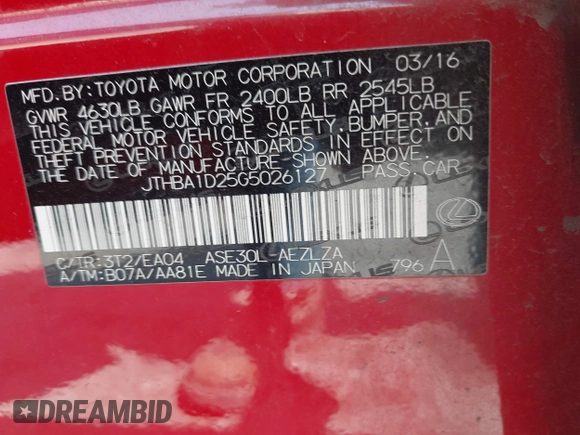 MFD. BY: TOYOTA MOTOR CORPORATION 03/16
GVWR 4630LB GAWR FR 2400LB RR 2545LB
THIS VEHICLE CONFORMS TO ALL APPLICABLE
FEDERAL MOTOR VEHICLE SAFETY, BUMPER, AND
THEFT PREVENTION STANDARDS IN EFFECT ON
THE DATE OF MANUFACTURE SHOWN ABOVE.
JTHBA1D25G5026127 PASS. CAR
C/TR: 3T2/EA04 ASE30L-AEZLZA
A/TM: B07A/AA81E MADE IN JAPAN 796 A
DREAMBID